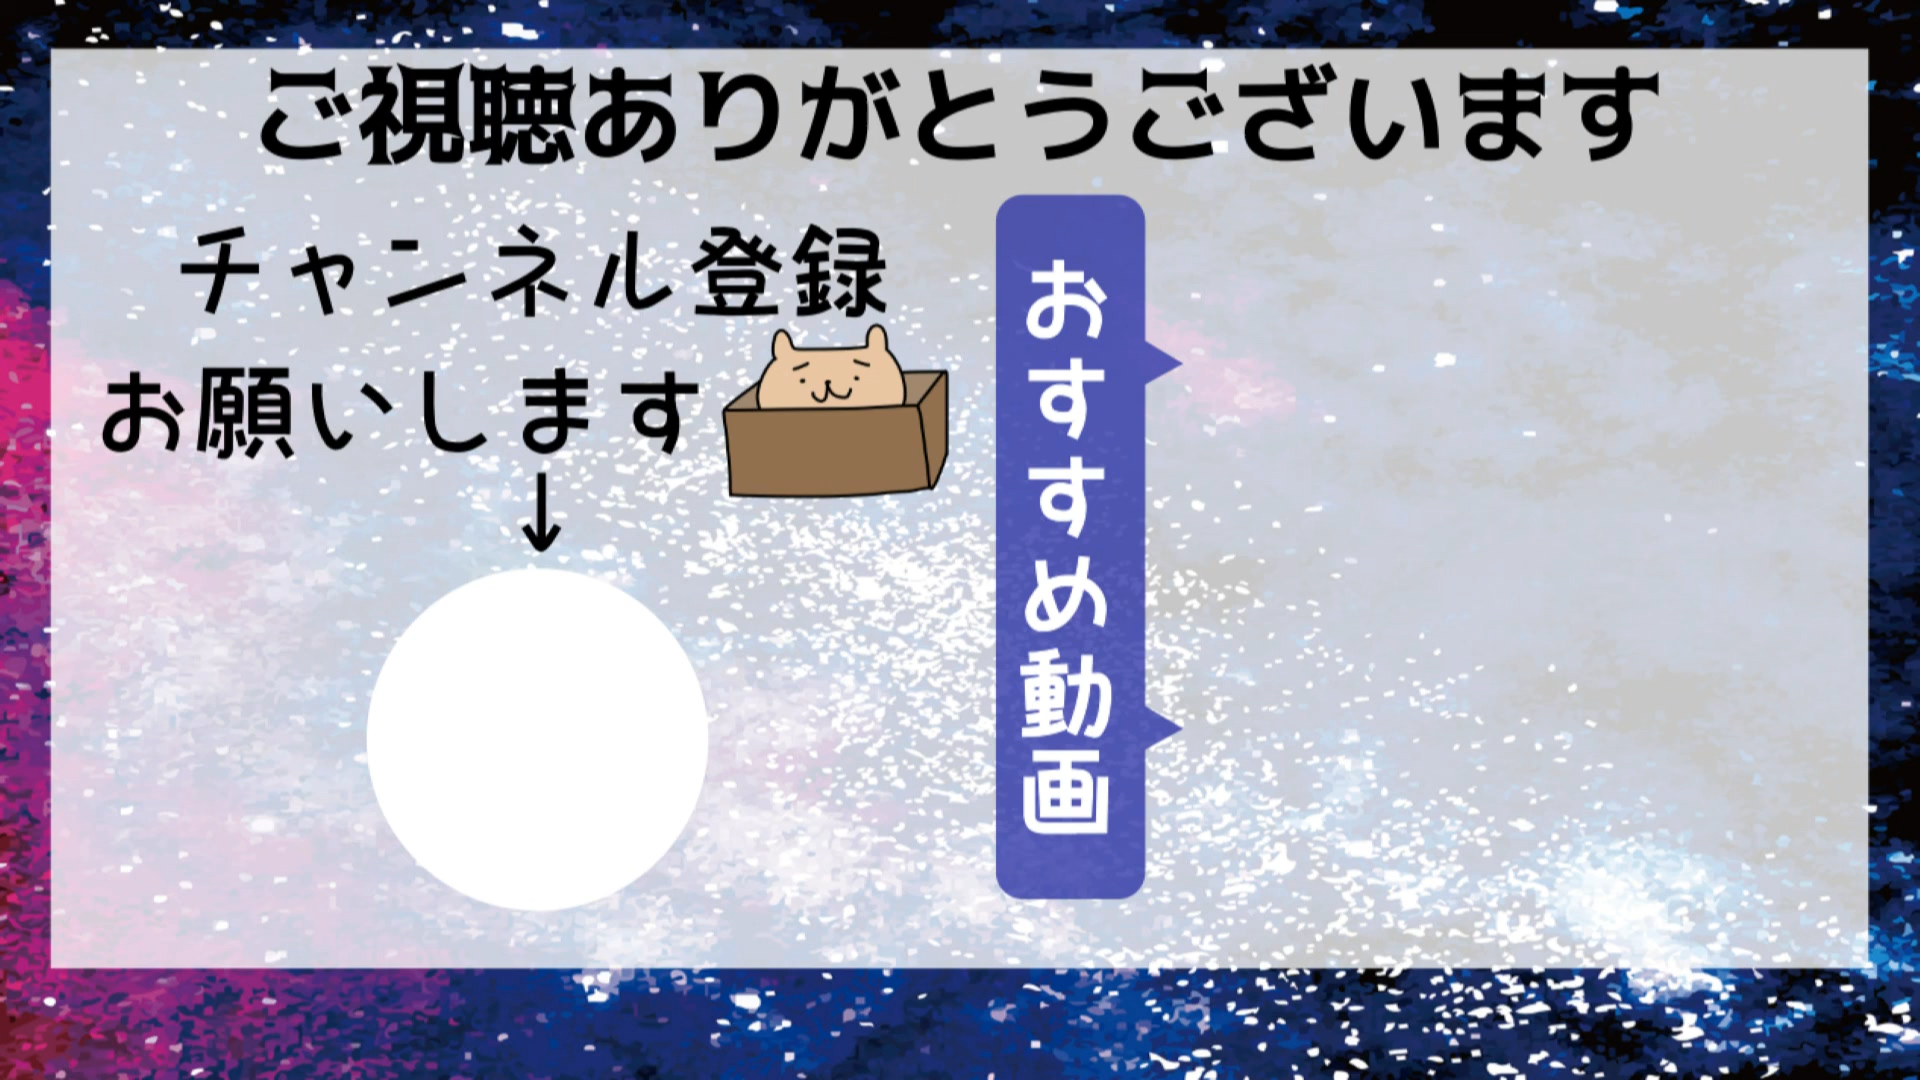 ご視聴ありがとうございます
チャンネル登録
お願いします
↓
おすすめ動画